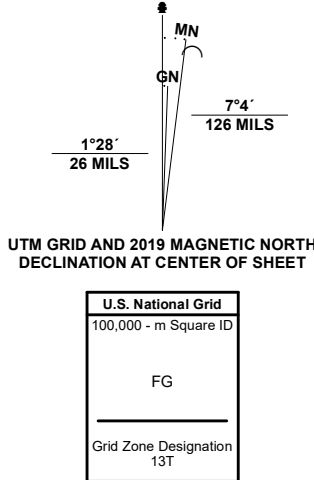 MN
GN
7°4´
126 MILS
1°28´
26 MILS
UTM GRID AND 2019 MAGNETIC NORTH
DECLINATION AT CENTER OF SHEET
U.S. National Grid
100,000 - m Square ID
FG
Grid Zone Designation
13T